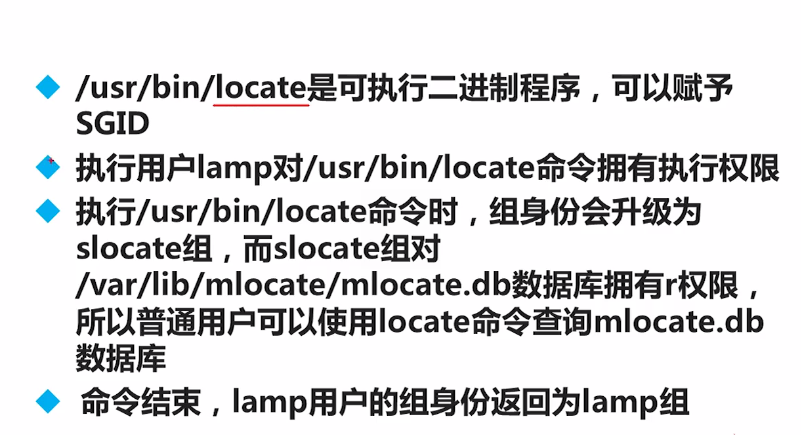 /usr/bin/locate是可执行二进制程序，可以赋予
SGID
执行用户lamp对/usr/bin/locate命令拥有执行权限
执行/usr/bin/locate命令时，组身份会升级为
slocate组，而slocate组对
/var/lib/mlocate/mlocate.db数据库拥有r权限，
所以普通用户可以使用locate命令查询mlocate.db
数据库
命令结束，lamp用户的组身份返回为lamp组